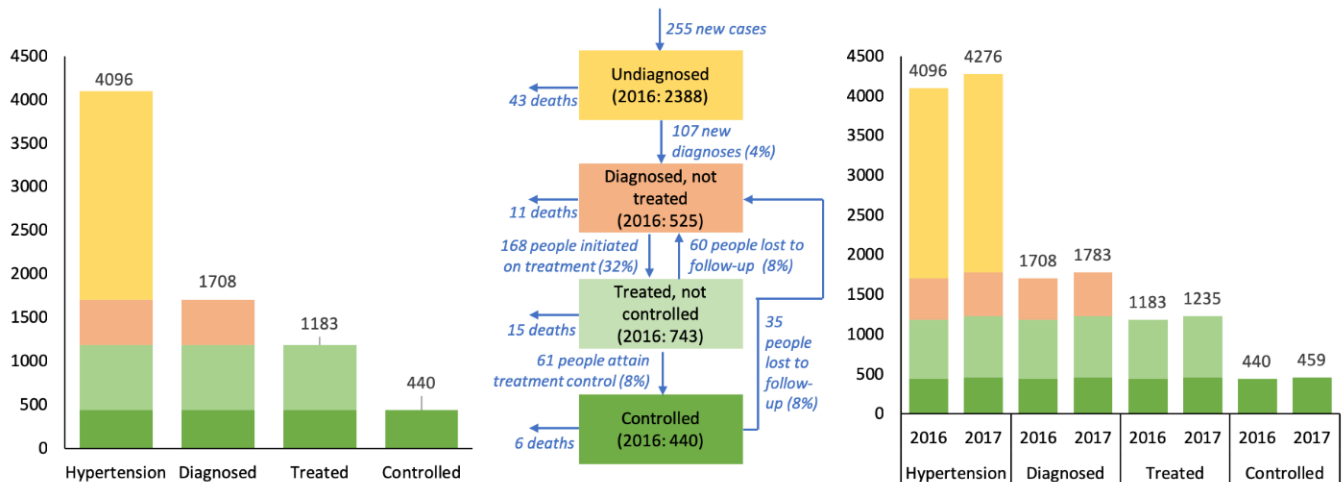 4500
4000
3500
3000
2500
2000
1500
1000
500
0
4096
1708
1183
440
Hypertension
Diagnosed
Treated
Controlled
255 new cases
Undiagnosed
(2016: 2388)
43 deaths
107 new
diagnoses (4%)
Diagnosed, not
treated
(2016: 525)
11 deaths
168 people initiated
on treatment (32%)
60 people lost to
follow-up (8%)
Treated, not
controlled
(2016: 743)
15 deaths
35
people
lost to
follow-
up (8%)
61 people attain
treatment control (8%)
Controlled
(2016: 440)
6 deaths
4500
4000
3500
3000
2500
2000
1500
1000
500
0
4096
4276
1708
1783
1183
1235
440
459
2016 2017 2016 2017 2016 2017 2016 2017
Hypertension
Diagnosed
Treated
Controlled